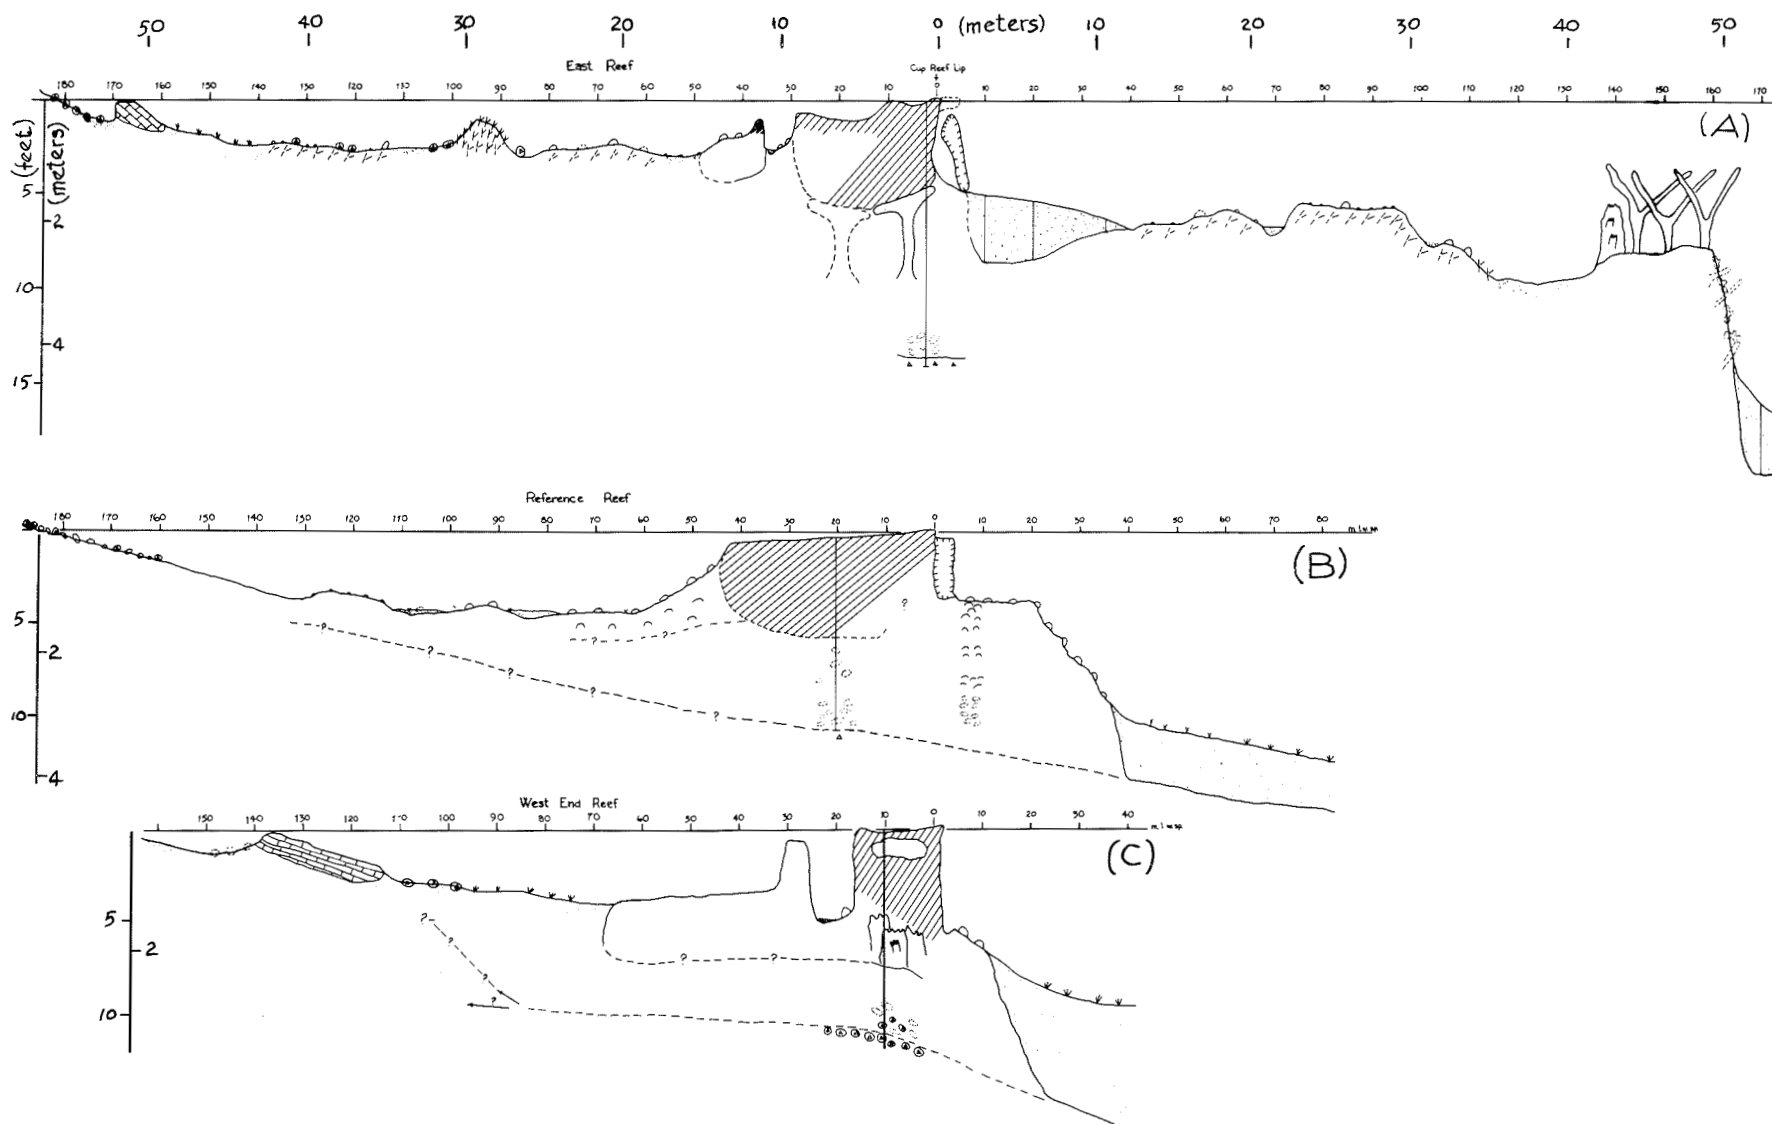 50 40 30 20 10 0 (meters) 10 20 30 40 50
East Reef
Cup Reef Lip
180 170 160 150 140 130 120 110 100 90 80 70 60 50 40 30 20 10 10 20 30 40 50 60 70 80 90 100 110 120 130 140 150 160 170
(A)
(feet)
(meters)
5
2
10
4
15
Reference Reef
180 170 160 150 140 130 120 110 100 90 80 70 60 50 40 30 20 10 0 10 20 30 40 50 60 70 80 m.l.w.sp.
(B)
?
5
? ? ?
2
?
?
?
10
?
4
West End Reef
150 140 130 120 110 100 90 80 70 60 50 40 30 20 10 0 10 20 30 40 m.l.w.sp.
(C)
5
?
?
2
? ?
?
?
10